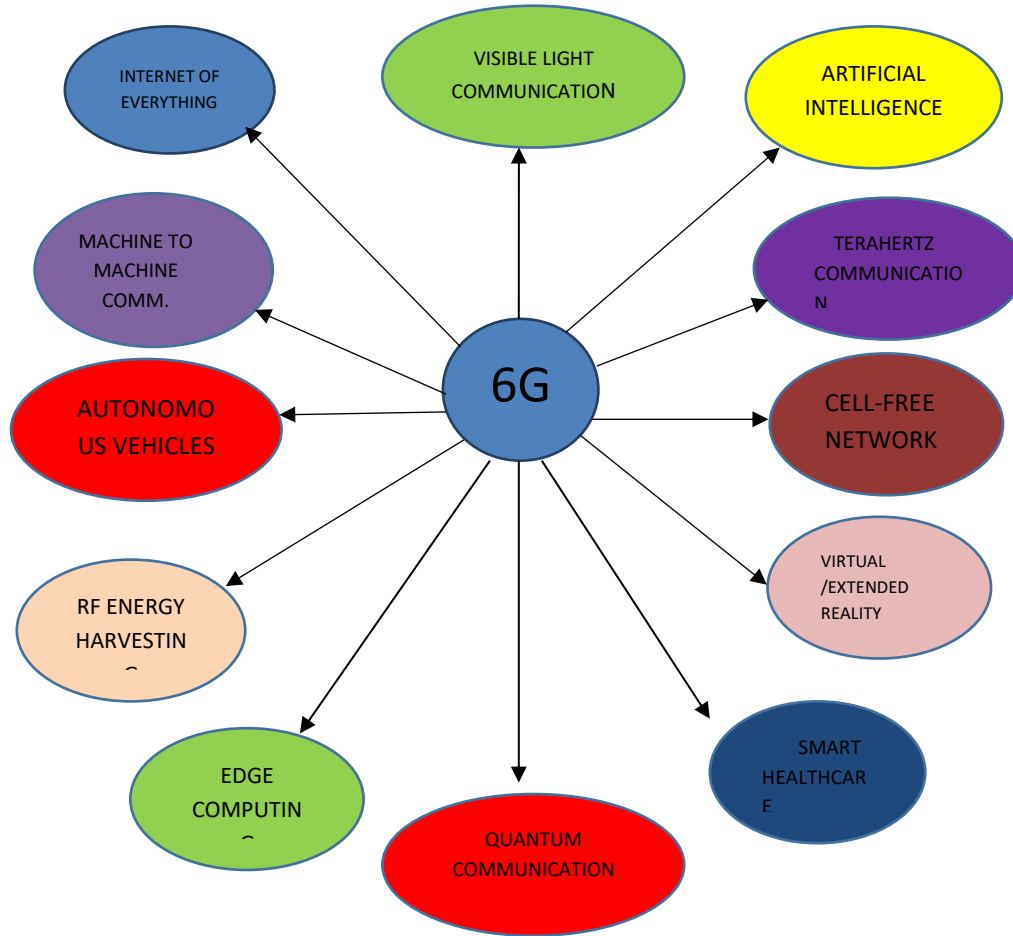 INTERNET OF
EVERYTHING
VISIBLE LIGHT
COMMUNICATION
ARTIFICIAL
INTELLIGENCE
MACHINE TO
MACHINE
COMM.
TERAHERTZ
COMMUNICATIO
N
6G
AUTONOMO
US VEHICLES
CELL-FREE
NETWORK
VIRTUAL
/EXTENDED
REALITY
RF ENERGY
HARVESTIN
G
SMART
HEALTHCAR
E
EDGE
COMPUTIN
G
QUANTUM
COMMUNICATION